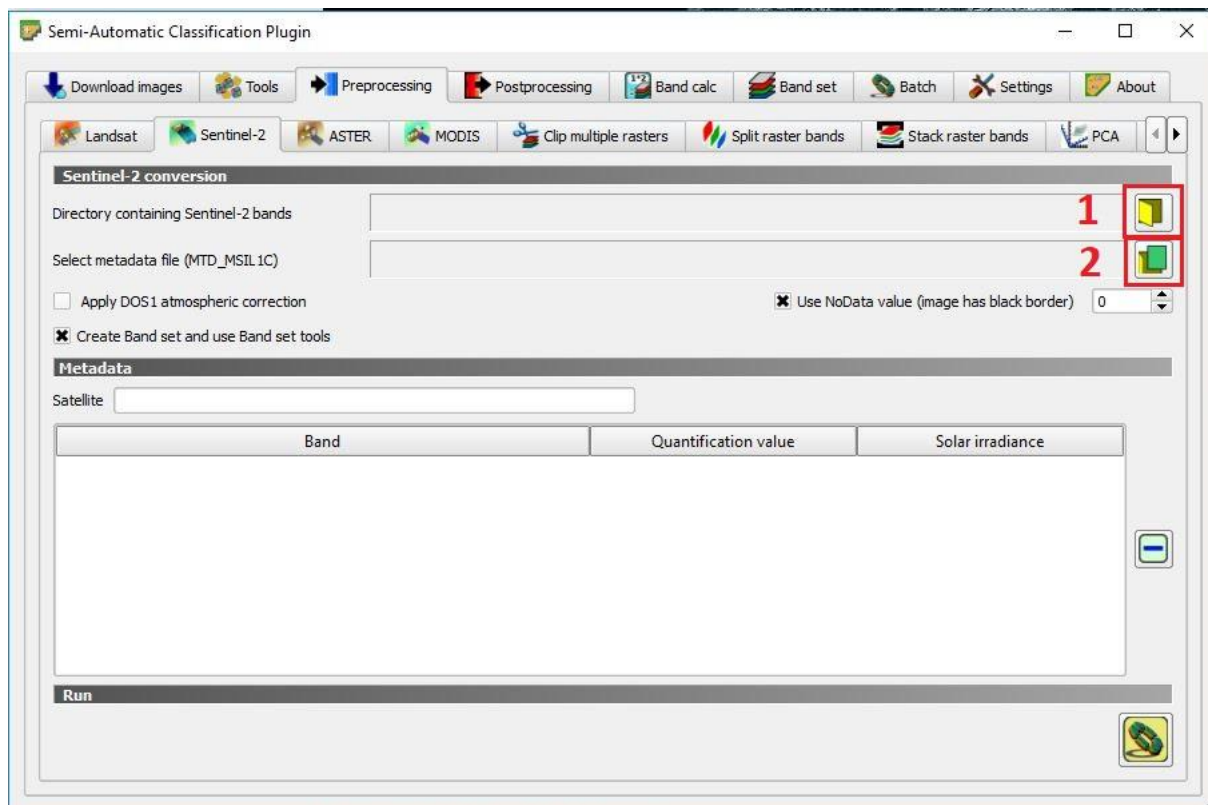 Semi-Automatic Classification Plugin
Download images Tools Preprocessing Postprocessing Band calc Band set Batch Settings About
Landsat Sentinel-2 ASTER MODIS Clip multiple rasters Split raster bands Stack raster bands PCA
Sentinel-2 conversion
Directory containing Sentinel-2 bands 1
Select metadata file (MTD_MSIL1C) 2
Apply DOS1 atmospheric correction Use NoData value (image has black border) 0
Create Band set and use Band set tools
Metadata
Satellite
Band Quantification value Solar irradiance
Run